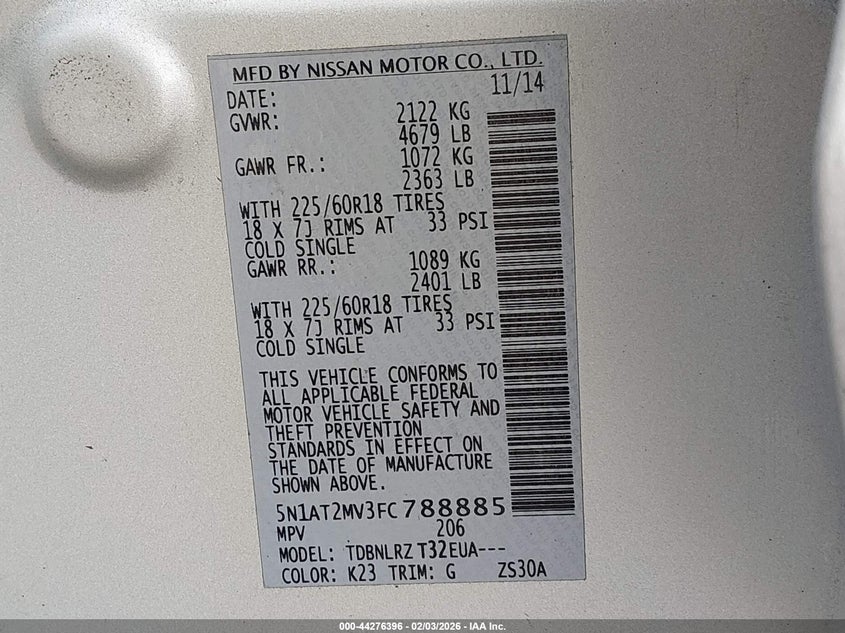 MFD BY NISSAN MOTOR CO., LTD.
DATE: 11/14
GVWR: 2122 KG
4679 LB
GAWR FR.: 1072 KG
2363 LB
WITH 225/60R18 TIRES
18 X 7J RIMS AT 33 PSI
COLD SINGLE
GAWR RR.: 1089 KG
2401 LB
WITH 225/60R18 TIRES
18 X 7J RIMS AT 33 PSI
COLD SINGLE
THIS VEHICLE CONFORMS TO
ALL APPLICABLE FEDERAL
MOTOR VEHICLE SAFETY AND
THEFT PREVENTION
STANDARDS IN EFFECT ON
THE DATE OF MANUFACTURE
SHOWN ABOVE.
5N1AT2MV3FC788885
MPV 206
MODEL: TDBNLRZ T32EUA---
COLOR: K23 TRIM: G ZS30A
000-44276396 - 02/03/2026 - IAA Inc.